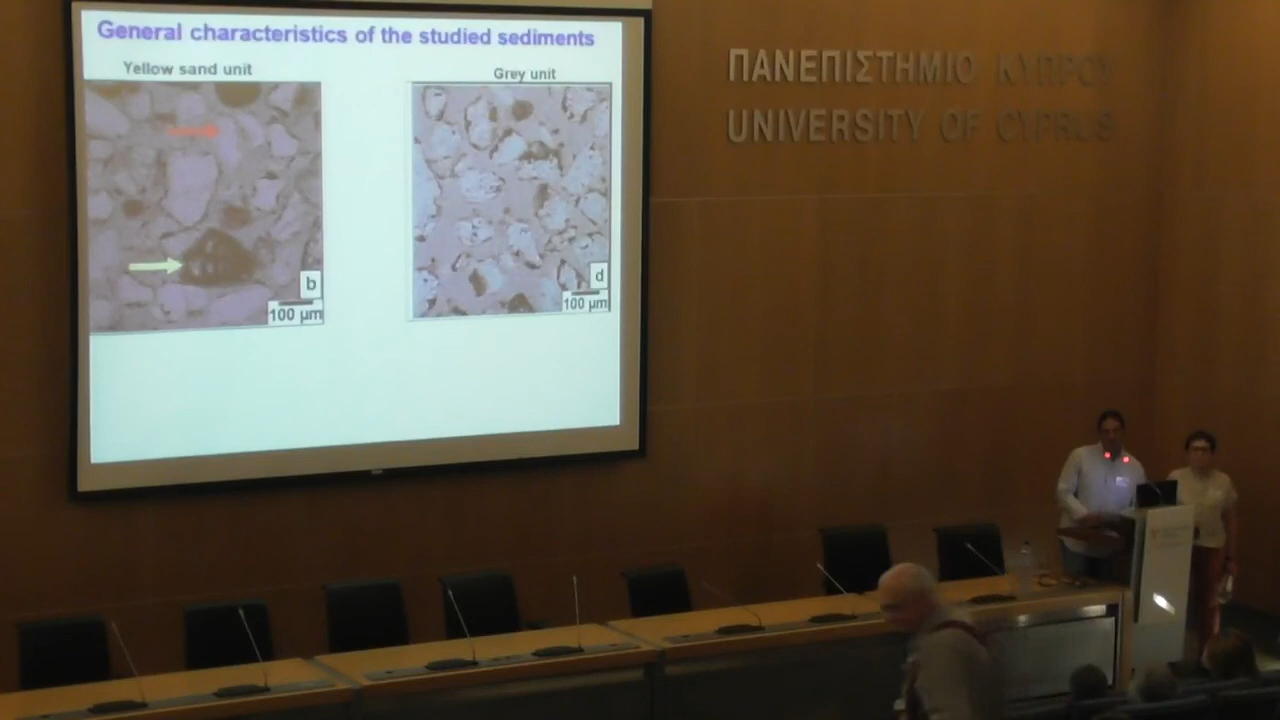 General characteristics of the studied sediments
Yellow sand unit
Grey unit
b
100 µm
d
100 µm
ΠΑΝΕΠΙΣΤΗΜΙΟ ΚΥΠΡΟΥ
UNIVERSITY OF CYPRUS